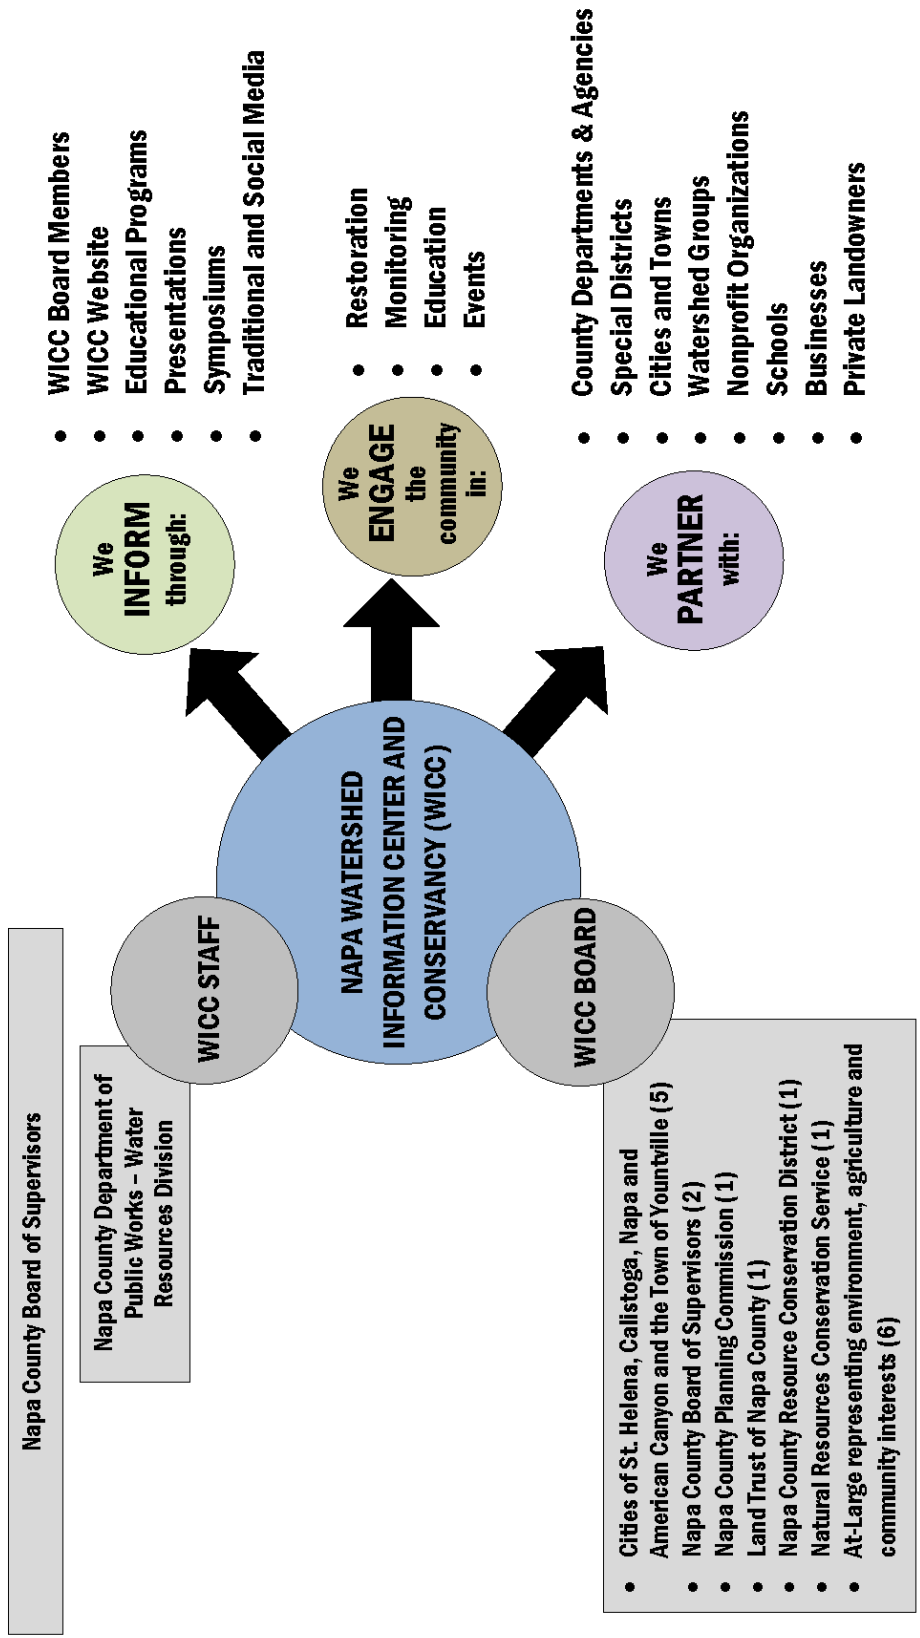 Napa County Board of Supervisors
Napa County Department of
Public Works – Water
Resources Division
WICC STAFF
NAPA WATERSHED
INFORMATION CENTER AND
CONSERVANCY (WICC)
WICC BOARD
• Cities of St. Helena, Calistoga, Napa and
American Canyon and the Town of Yountville (5)
• Napa County Board of Supervisors (2)
• Napa County Planning Commission (1)
• Land Trust of Napa County (1)
• Napa County Resource Conservation District (1)
• Natural Resources Conservation Service (1)
• At-Large representing environment, agriculture and
community interests (6)
We
INFORM
through:
• WICC Board Members
• WICC Website
• Educational Programs
• Presentations
• Symposiums
• Traditional and Social Media
We
ENGAGE
the
community
in:
• Restoration
• Monitoring
• Education
• Events
We
PARTNER
with:
• County Departments & Agencies
• Special Districts
• Cities and Towns
• Watershed Groups
• Nonprofit Organizations
• Schools
• Businesses
• Private Landowners